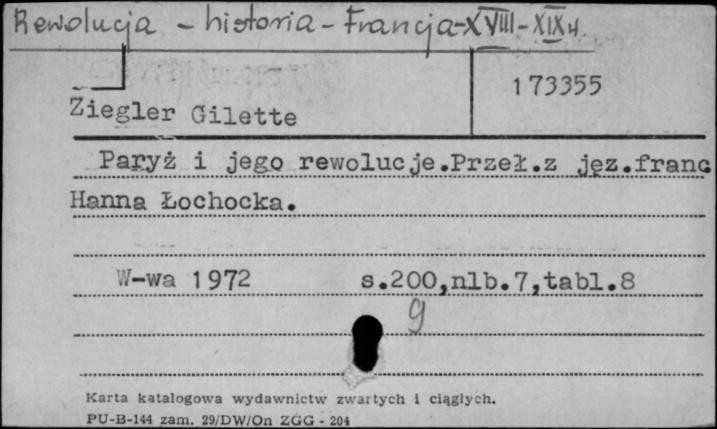 Rewolucja - historia - Francja - XVIII - XIX w.
173355
Ziegler Gilette
Paryż i jego rewolucje.Przeł.z jęz.franc
Hanna Łochocka.
W-wa 1972 s.200,nlb.7,tabl.8
9
Karta katalogowa wydawnictw zwartych i ciągłych.
PU-B-144 zam. 29/DW/On ZGG - 204